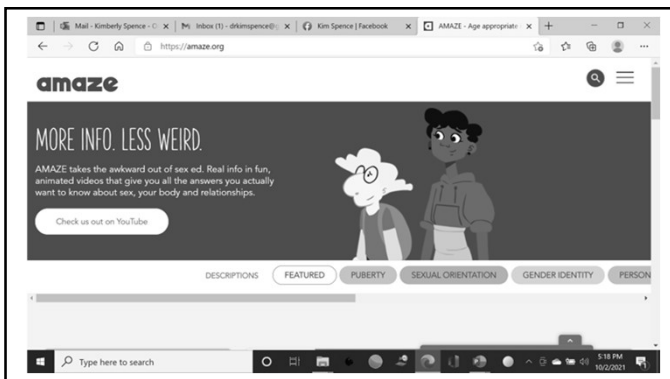 Mail - Kimberly Spence - O
Inbox (1) - drkimspence@g
Kim Spence | Facebook
AMAZE - Age appropriate
https://amaze.org
amaze
MORE INFO. LESS WEIRD.
AMAZE takes the awkward out of sex ed. Real info in fun,
animated videos that give you all the answers you actually
want to know about sex, your body and relationships.
Check us out on YouTube
DESCRIPTIONS FEATURED PUBERTY SEXUAL ORIENTATION GENDER IDENTITY PERSON
Type here to search
5:18 PM
10/2/2021